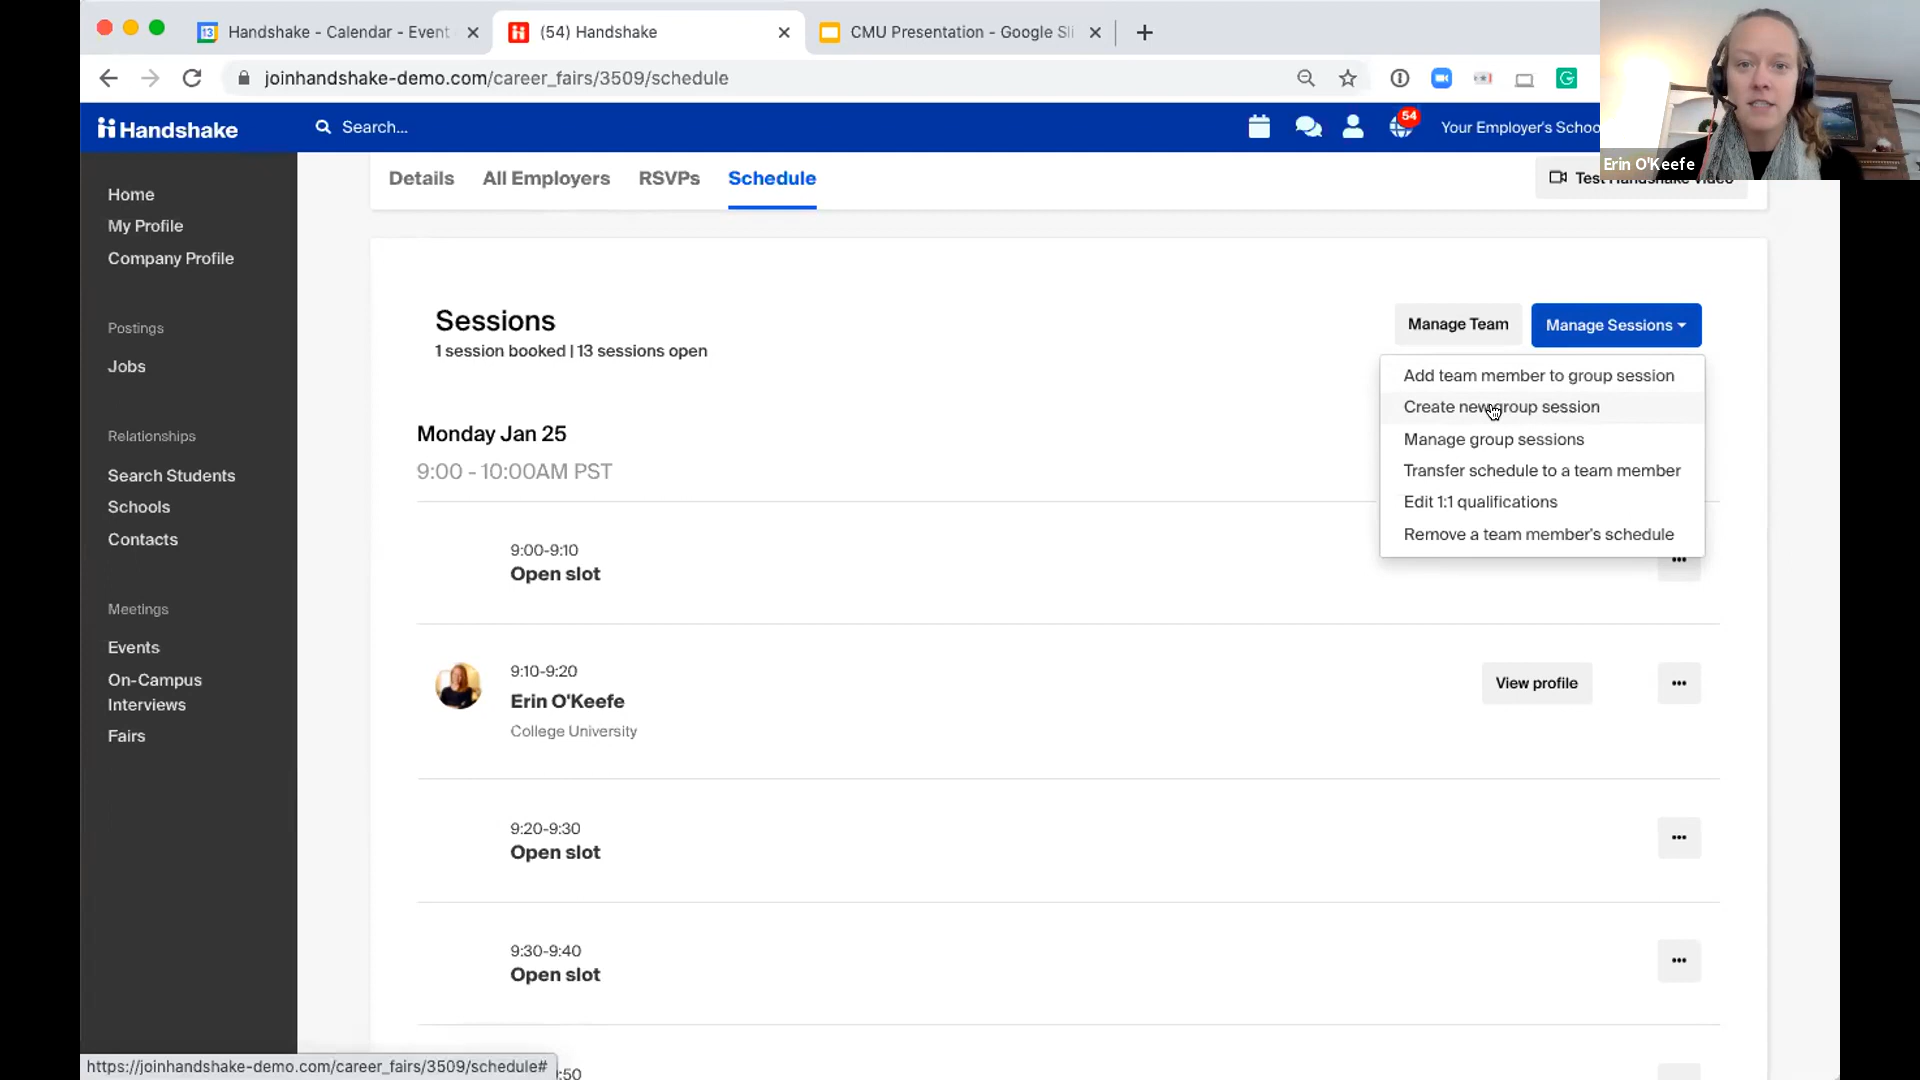 Handshake - Calendar - Event
(54) Handshake
CMU Presentation - Google Sli
joinhandshake-demo.com/career_fairs/3509/schedule
Handshake
Search...
54
Your Employer's Schoo
Erin O'Keefe
Home
My Profile
Company Profile
Postings
Jobs
Relationships
Search Students
Schools
Contacts
Meetings
Events
On-Campus
Interviews
Fairs
Details
All Employers
RSVPs
Schedule
Test Handshake Video
Sessions
1 session booked | 13 sessions open
Manage Team
Manage Sessions
Add team member to group session
Create new group session
Manage group sessions
Transfer schedule to a team member
Edit 1:1 qualifications
Remove a team member's schedule
Monday Jan 25
9:00 - 10:00AM PST
9:00-9:10
Open slot
9:10-9:20
Erin O'Keefe
College University
View profile
9:20-9:30
Open slot
9:30-9:40
Open slot
:50
https://joinhandshake-demo.com/career_fairs/3509/schedule#